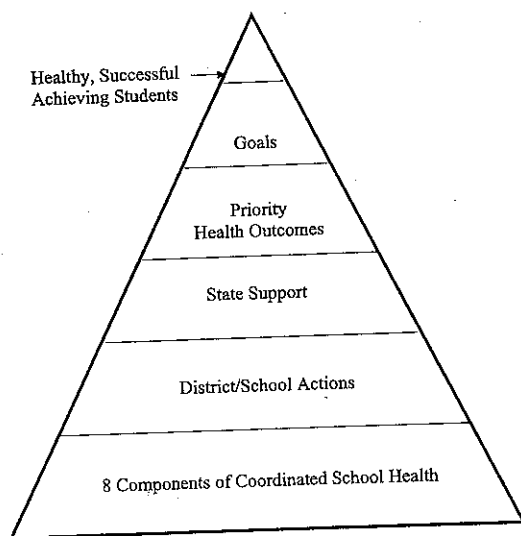 Healthy, Successful
Achieving Students
Goals
Priority
Health Outcomes
State Support
District/School Actions
8 Components of Coordinated School Health